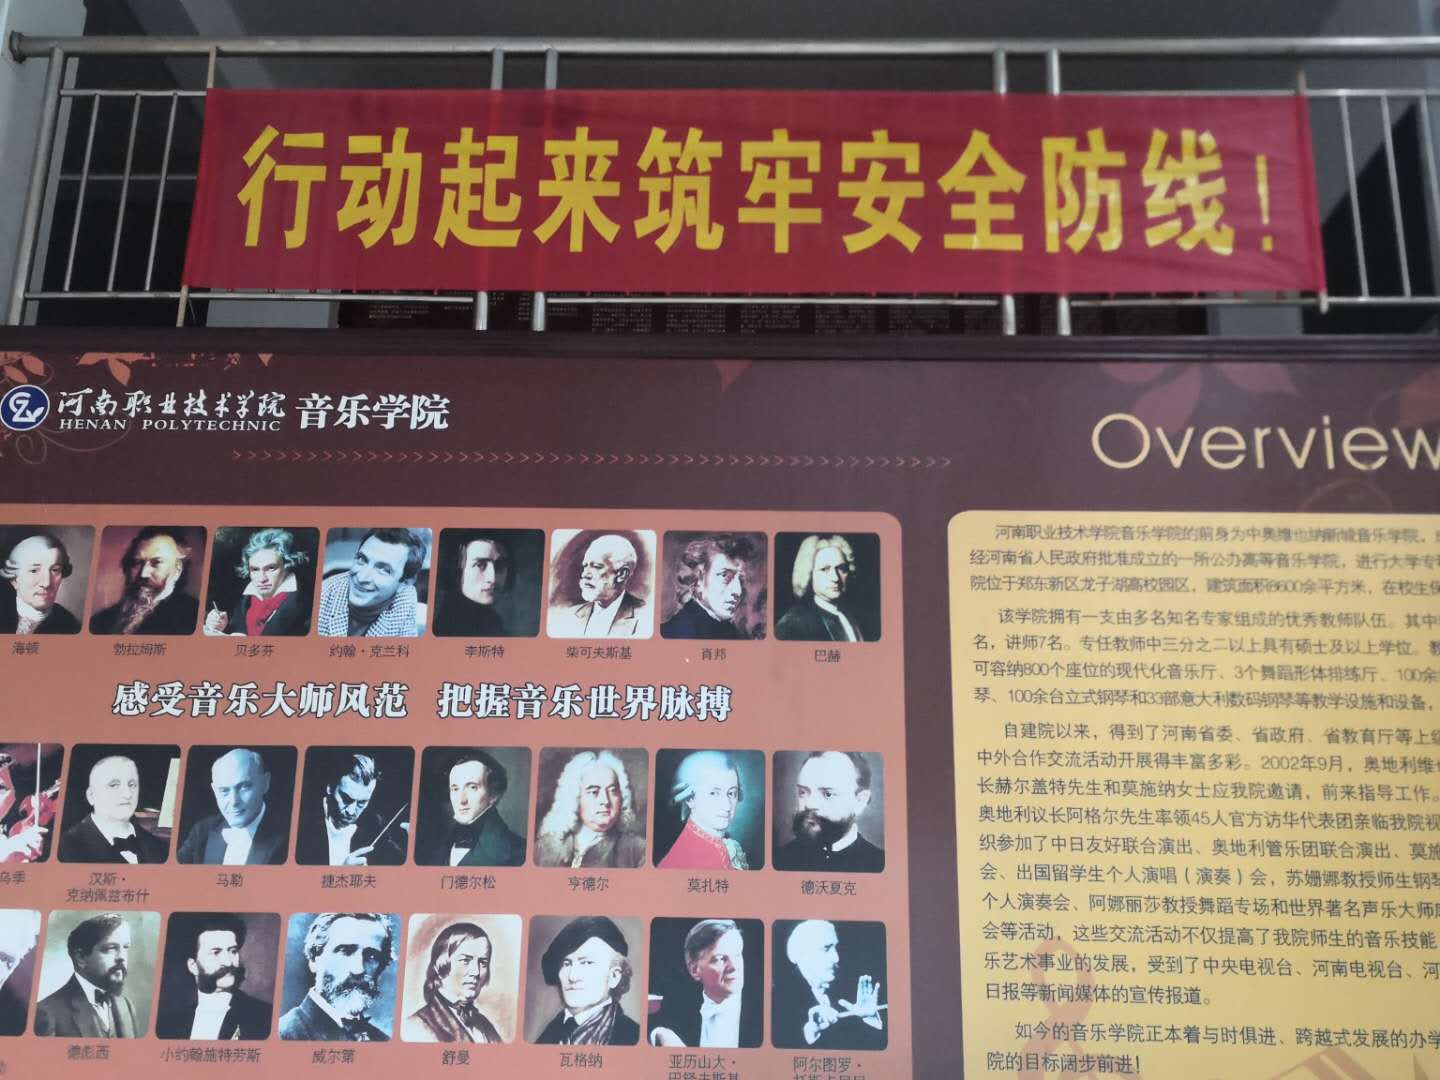 行动起来筑牢安全防线!
河南职业技术学院 音乐学院
HENAN POLYTECHNIC
Overview
海顿 勃拉姆斯 贝多芬 约翰·克兰科 李斯特 柴可夫斯基 肖邦 巴赫
感受音乐大师风范 把握音乐世界脉搏
乌季 汉斯· 马勒 捷杰耶夫 门德尔松 亨德尔 莫扎特 德沃夏克
克纳佩兹布什
德彪西 小约翰施特劳斯 威尔第 舒曼 瓦格纳 亚历山大· 阿尔图罗·
河南职业技术学院音乐学院的前身为中奥维也纳新城音乐学院,
经河南省人民政府批准成立的一所公办高等音乐学院,进行大学专
院位于郑东新区龙子湖高校园区,建筑面积6600余平方米,在校生
该学院拥有一支由多名知名专家组成的优秀教师队伍。其中
名,讲师7名。专任教师中三分之二以上具有硕士及以上学位。教
可容纳800个座位的现代化音乐厅、3个舞蹈形体排练厅、100余
琴、100余台立式钢琴和33部意大利数码钢琴等教学设施和设备,
自建院以来,得到了河南省委、省政府、省教育厅等上级
中外合作交流活动开展得丰富多彩。2002年9月,奥地利维也
长赫尔盖特先生和莫施纳女士应我院邀请,前来指导工作。
奥地利议长阿格尔先生率领45人官方访华代表团亲临我院视
织参加了中日友好联合演出、奥地利管乐团联合演出、莫施
会、出国留学生个人演唱(演奏)会,苏姗娜教授师生钢琴
个人演奏会、阿娜丽莎教授舞蹈专场和世界著名声乐大师
会等活动,这些交流活动不仅提高了我院师生的音乐技能
乐艺术事业的发展,受到了中央电视台、河南电视台、河
日报等新闻媒体的宣传报道。
如今的音乐学院正本着与时俱进、跨越式发展的办学
院的目标阔步前进!